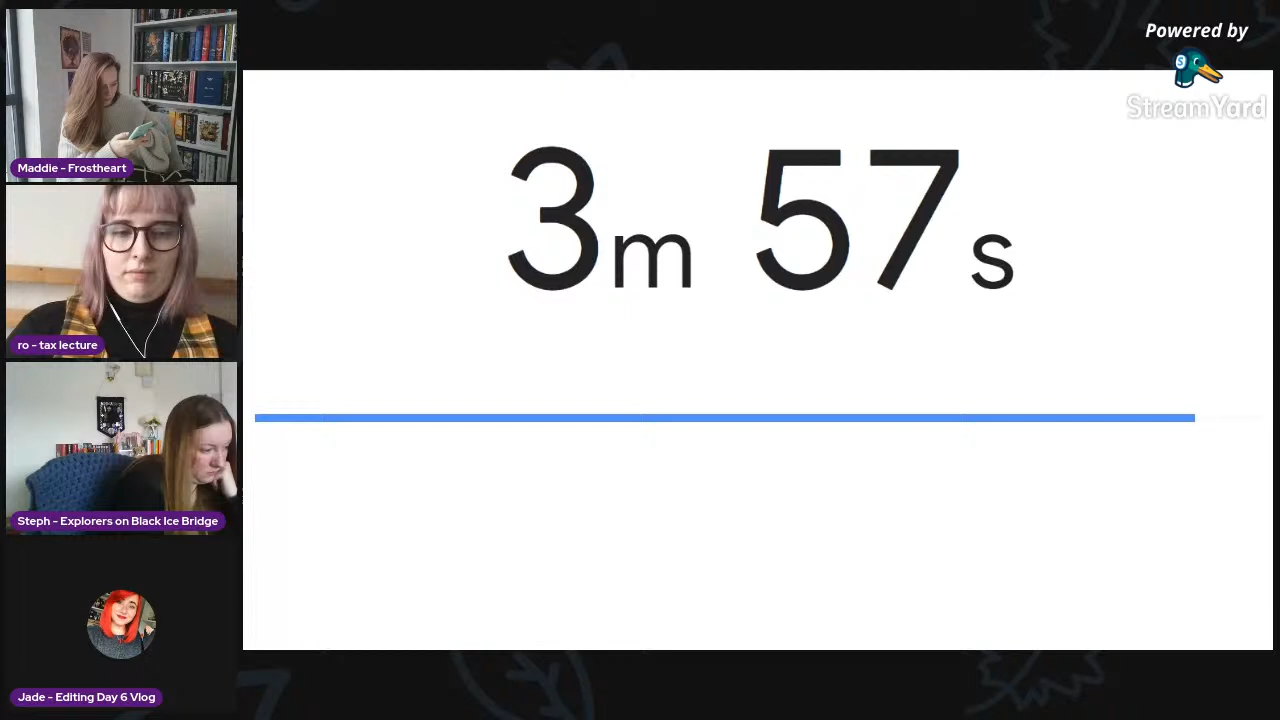 Powered by
StreamYard
Maddie - Frostheart
3m 57s
ro - tax lecture
Steph - Explorers on Black Ice Bridge
Jade - Editing Day 6 Vlog